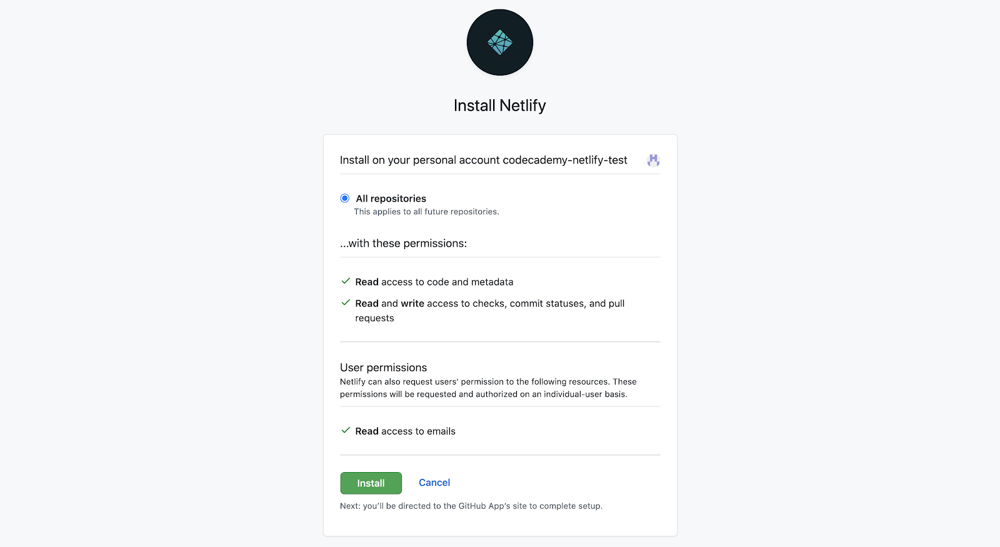 Install Netlify
Install on your personal account codecademy-netlify-test
All repositories
This applies to all future repositories.
...with these permissions:
Read access to code and metadata
Read and write access to checks, commit statuses, and pull
requests
User permissions
Netlify can also request users' permission to the following resources. These
permissions will be requested and authorized on an individual-user basis.
Read access to emails
Install Cancel
Next: you’ll be directed to the GitHub App’s site to complete setup.